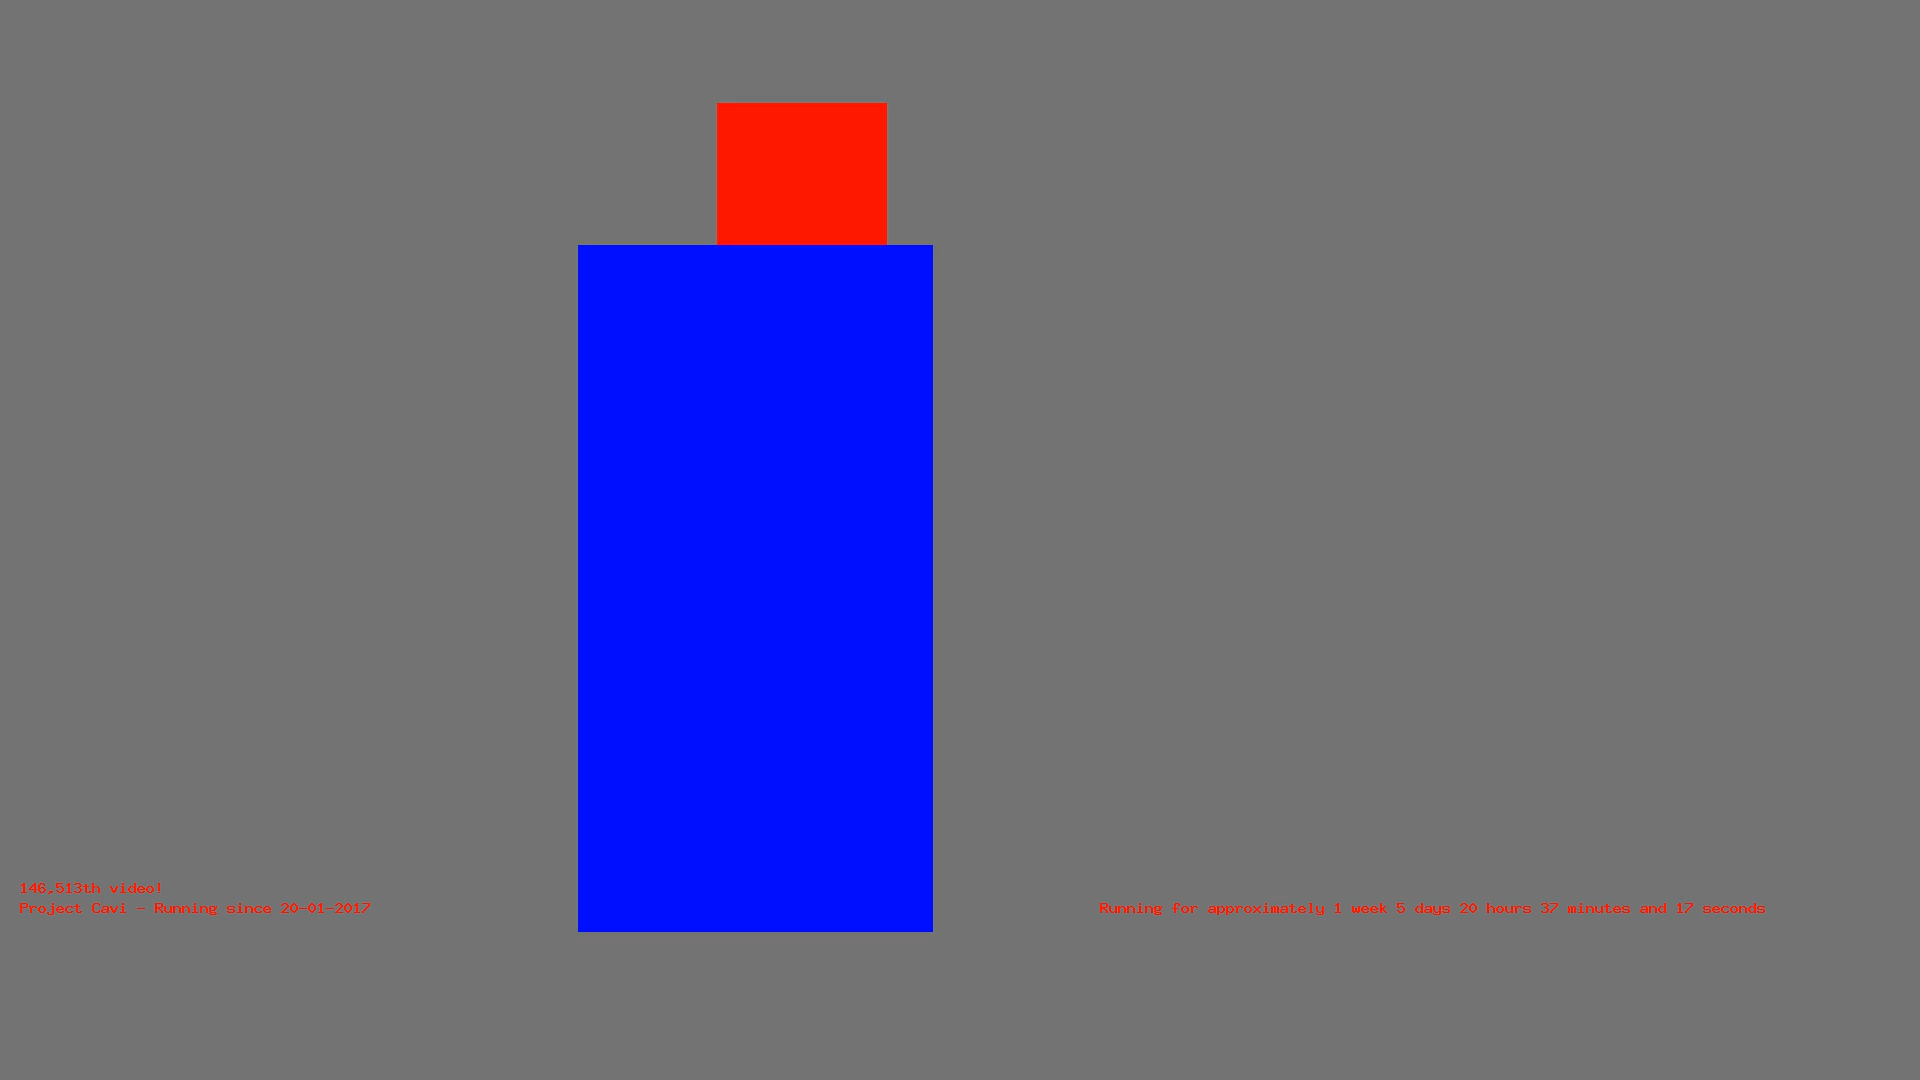 146,513th video!
Project Cavi - Running since 20-01-2017
Running for approximately 1 week 5 days 20 hours 37 minutes and 17 seconds